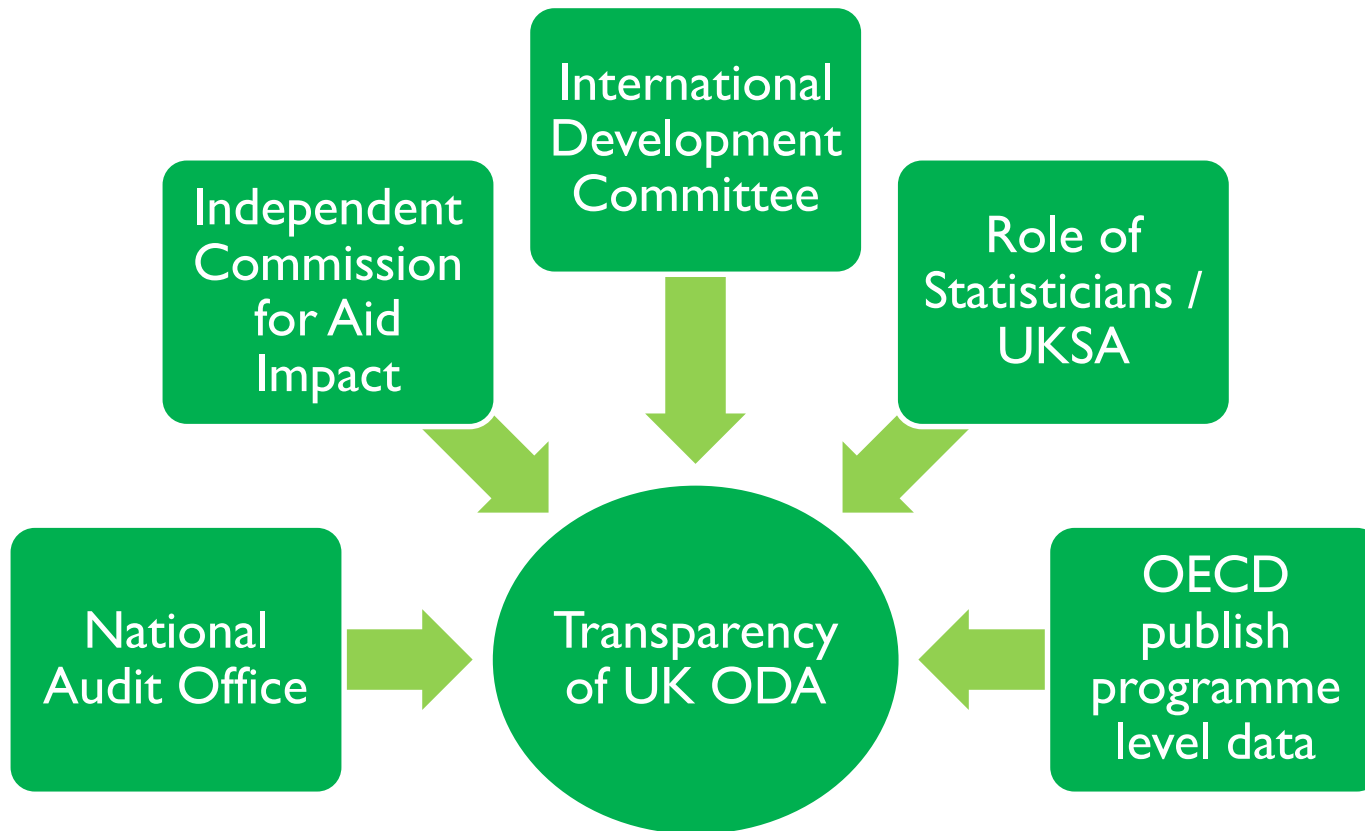 International
Development
Committee
Independent
Commission
for Aid
Impact
Role of
Statisticians /
UKSA
National
Audit Office
Transparency
of UK ODA
OECD
publish
programme
level data